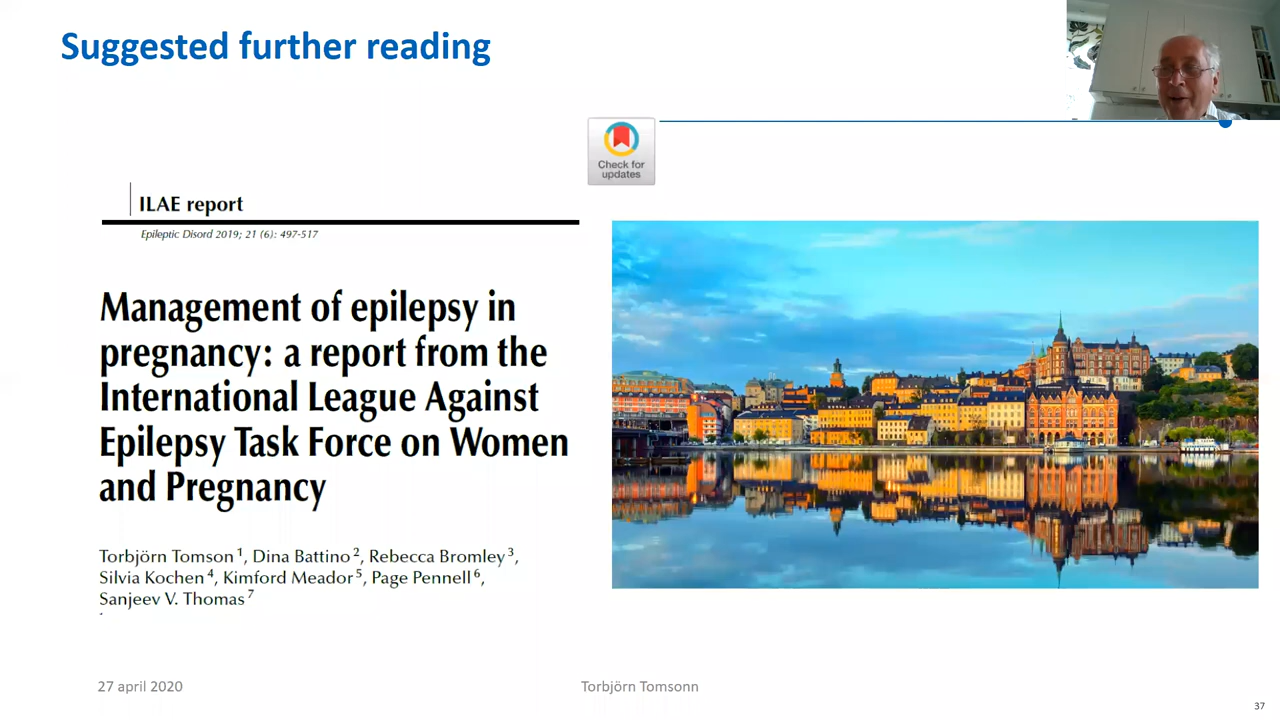 Suggested further reading
Check for
updates
ILAE report
Epileptic Disord 2019; 21 (6): 497-517
Management of epilepsy in
pregnancy: a report from the
International League Against
Epilepsy Task Force on Women
and Pregnancy
Torbjörn Tomson 1, Dina Battino 2, Rebecca Bromley 3,
Silvia Kochen 4, Kimford Meador 5, Page Pennell 6,
Sanjeev V. Thomas 7
27 april 2020
Torbjörn Tomsonn
37